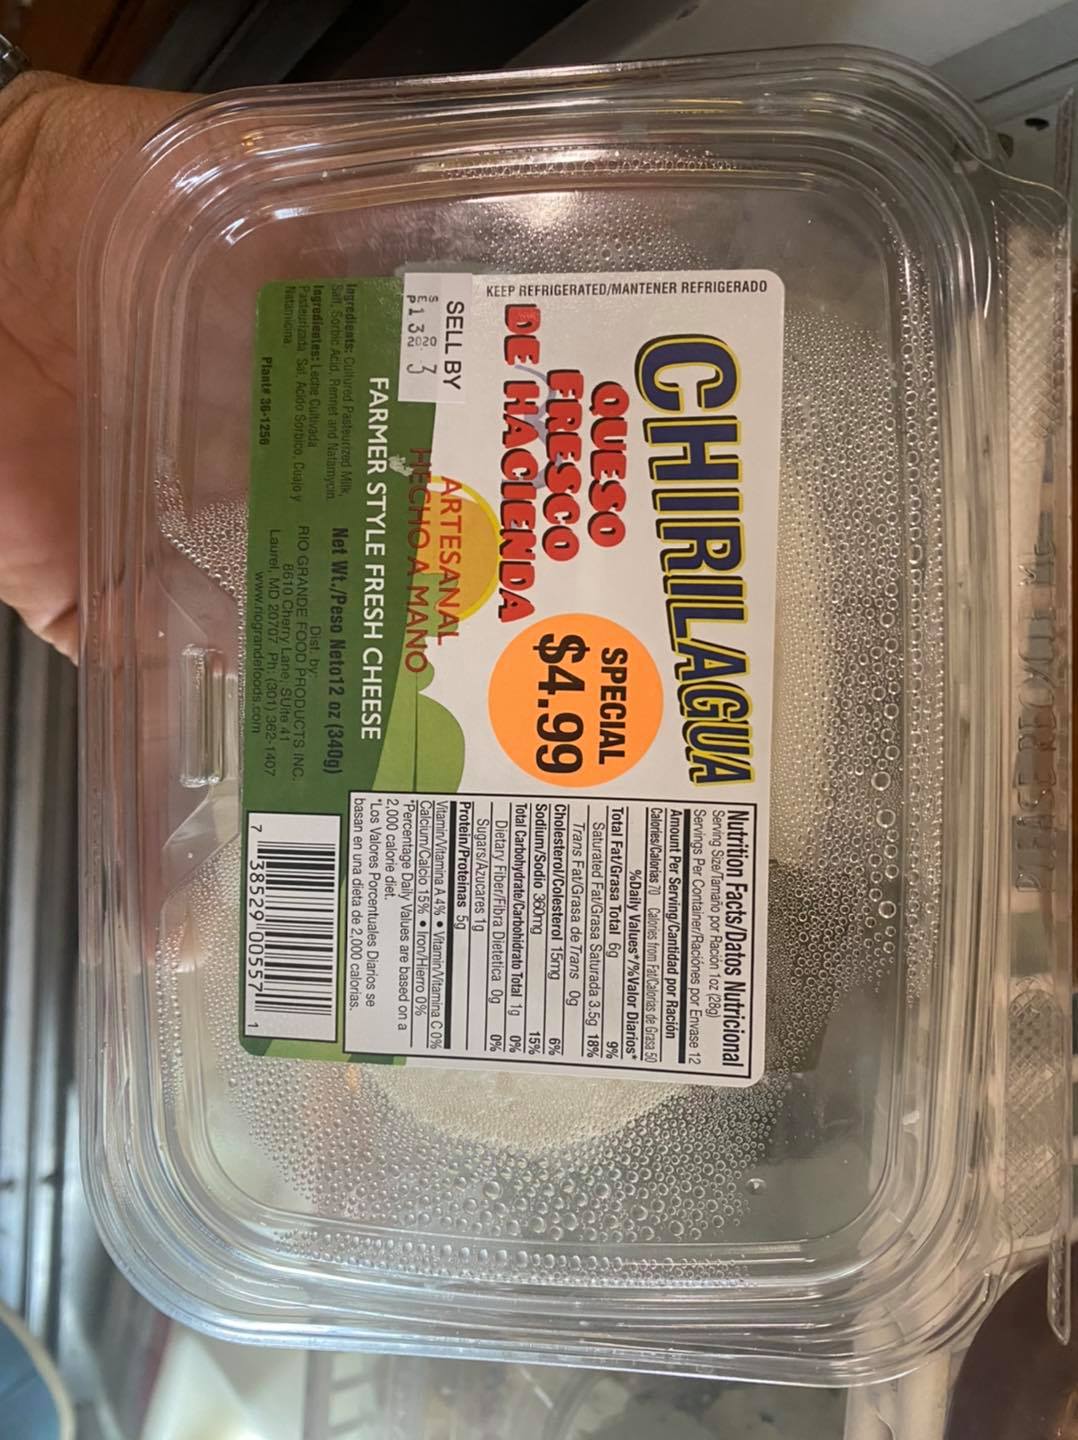 KEEP REFRIGERATED/MANTENER REFRIGERADO
CHIRILAGUA
QUESO
FRESCO
DE HACIENDA
SPECIAL
$4.99
SELL BY
ARTESANAL
HECHO A MANO
FARMER STYLE FRESH CHEESE
Ingredients: Cultured Pasteurized Milk,
Salt, Sorbic Acid, Rennet and Natamycin.
Ingredientes: Leche Cultivada
Pasteurizada, Sal, Acido Sorbico, Cuajo y
Natamicina.
Plant# 36-1256
Net Wt./Peso Neto12 oz (340g)
Dist. by:
RIO GRANDE FOOD PRODUCTS INC.
8610 Cherry Lane, SUite 41
Laurel, MD 20707 Ph: (301) 362-1407
www.riograndefoods.com
Nutrition Facts/Datos Nutricional
Serving Size/Tamaño por Ración 1oz (28g)
Servings Per Container/Raciónes por Envase 12
Amount Per Serving/Cantidad por Ración
Calories/Calorias 70 Calories from Fat/Calorías de Grasa 50
%Daily Values*/%Valor Diarios*
Total Fat/Grasa Total 6g 9%
Saturated Fat/Grasa Saturada 3.5g 18%
Trans Fat/Grasa de Trans 0g
Cholesterol/Colesterol 15mg 6%
Sodium/Sodio 360mg 15%
Total Carbohydrate/Carbohidrato Total 1g 0%
Dietary Fiber/Fibra Dietetica 0g 0%
Sugars/Azucares 1g
Protein/Proteinas 5g
Vitamin/Vitamina A 4% • Vitamin/Vitamina C 0%
Calcium/Calcio 15% • Iron/Hierro 0%
*Percentage Daily Values are based on a
2,000 calorie diet.
*Los Valores Porcentuales Diarios se
basan en una dieta de 2,000 calorias.
7 38529 00557 1